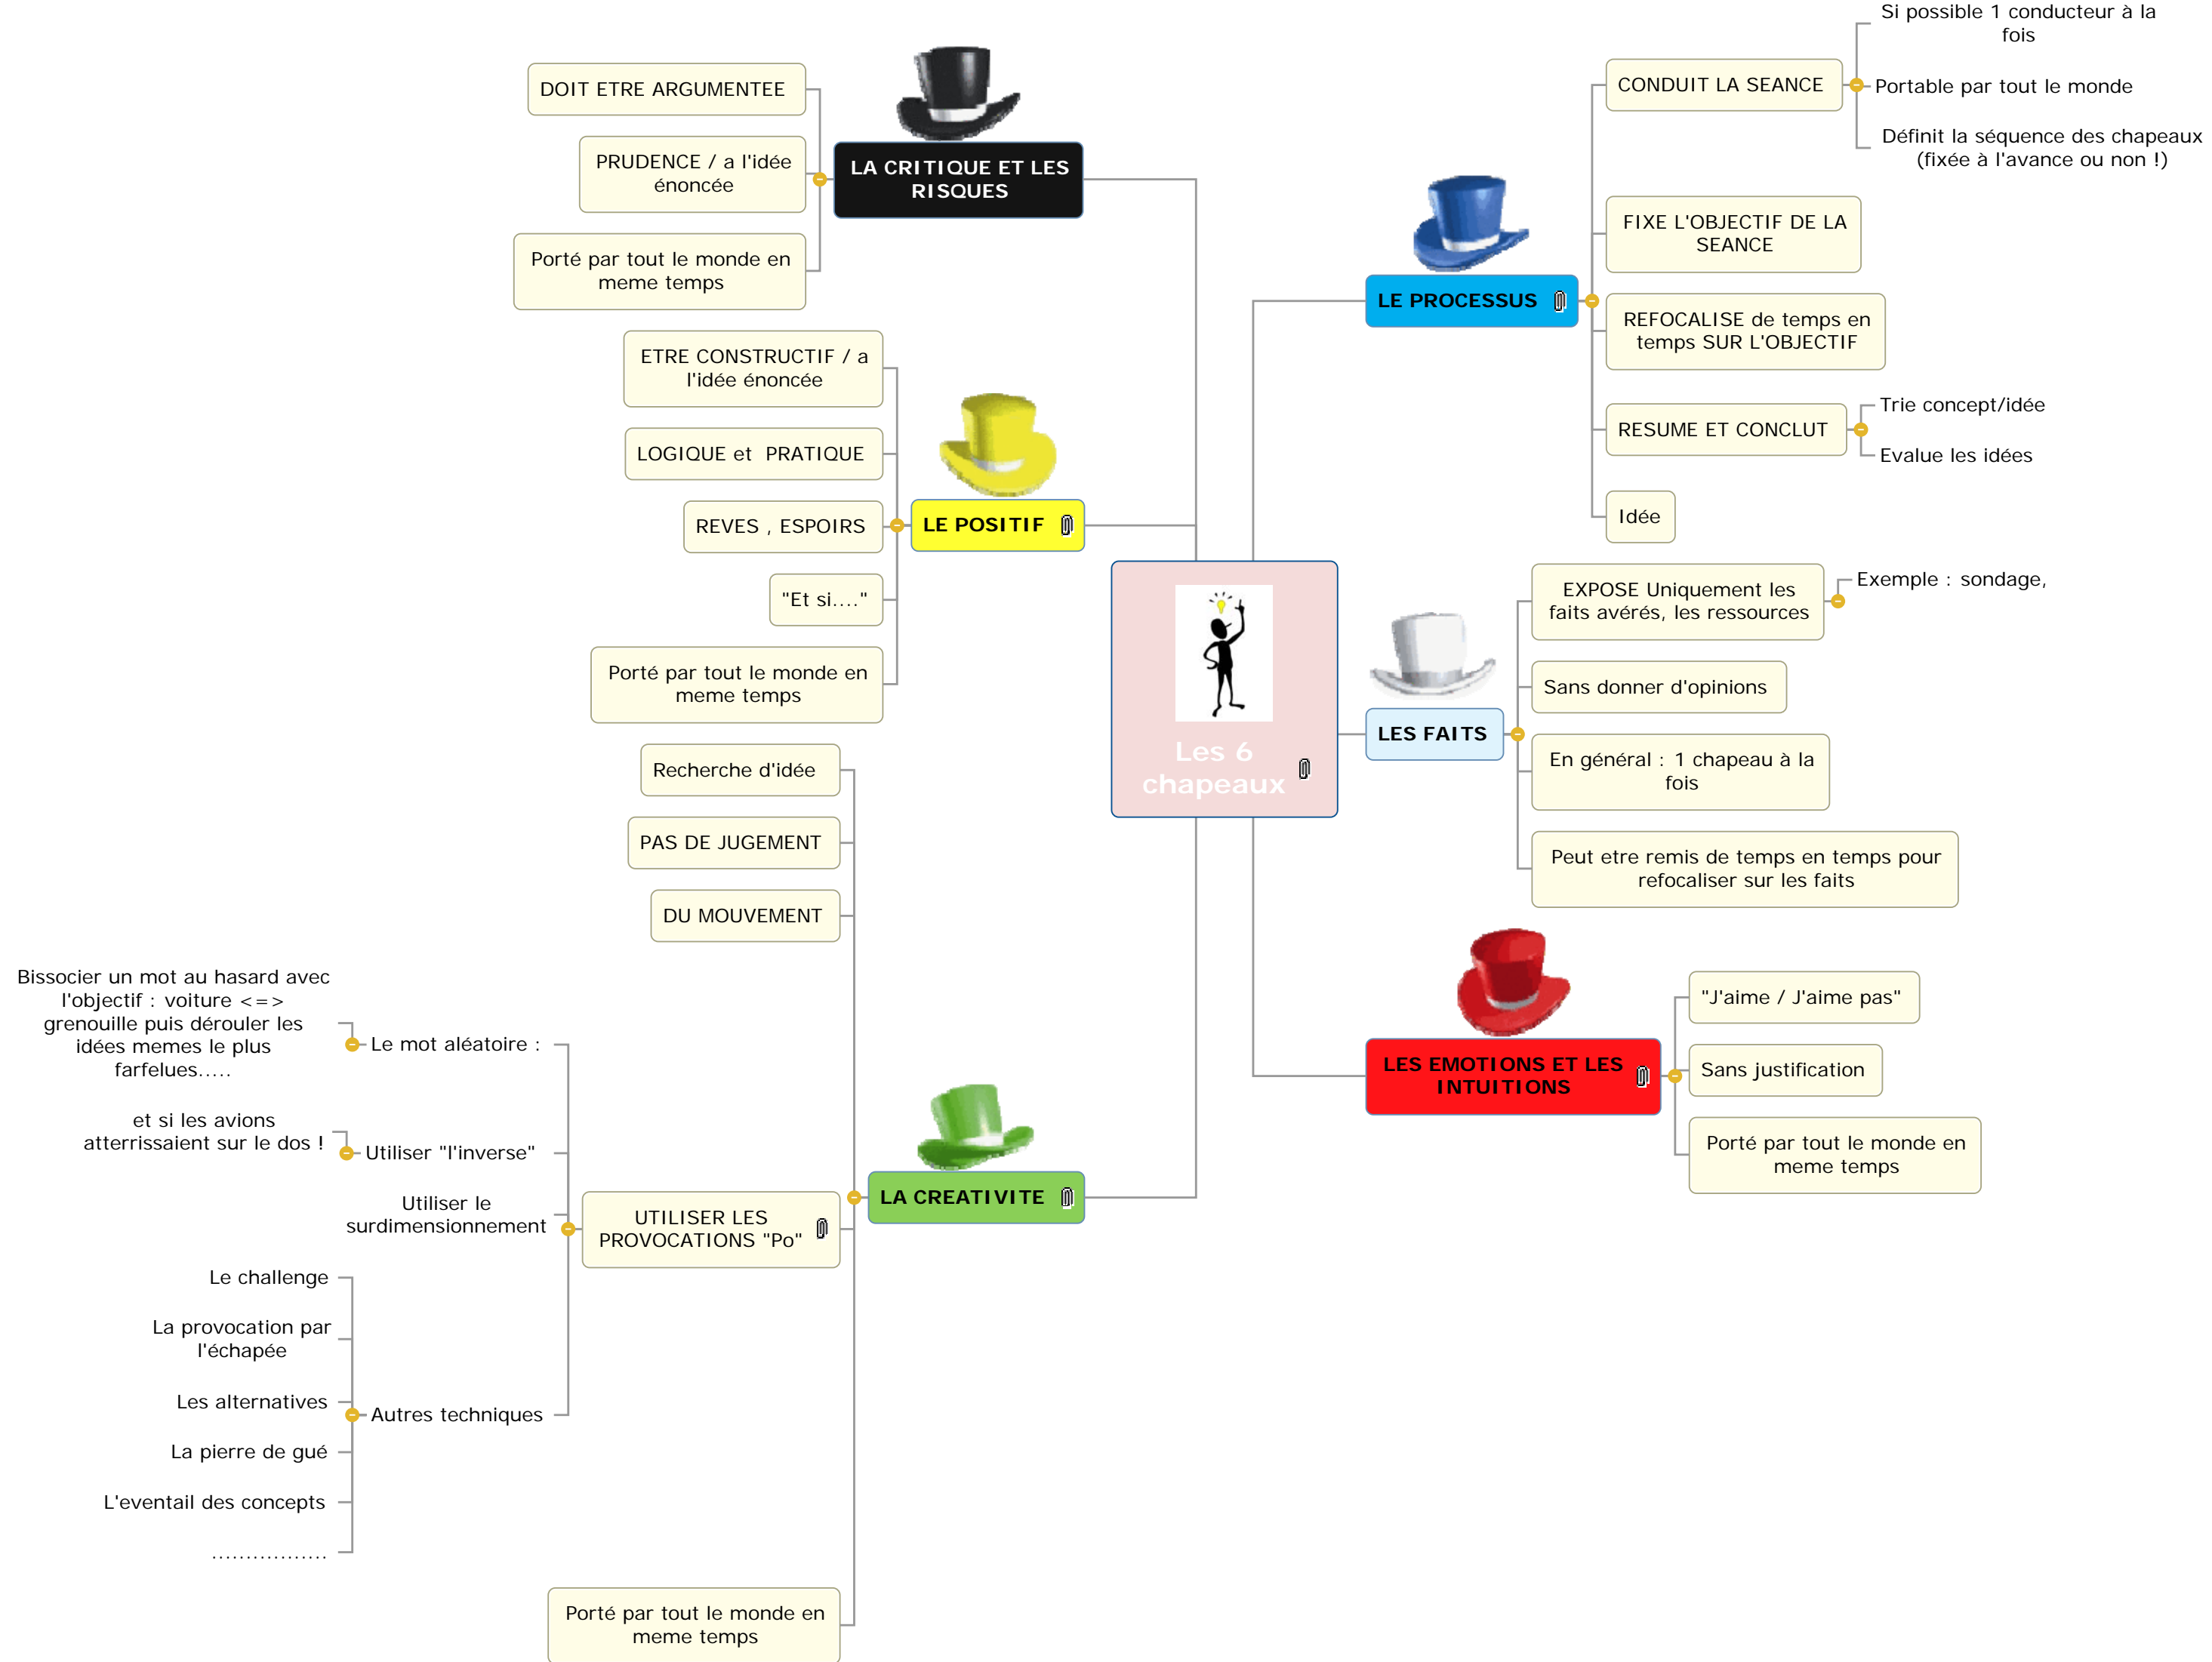 Les 6
chapeaux
LE PROCESSUS
CONDUIT LA SEANCE
Si possible 1 conducteur à la
fois
Portable par tout le monde
Définit la séquence des chapeaux
(fixée à l'avance ou non !)
FIXE L'OBJECTIF DE LA
SEANCE
REFOCALISE de temps en
temps SUR L'OBJECTIF
RESUME ET CONCLUT
Trie concept/idée
Evalue les idées
Idée
LES FAITS
EXPOSE Uniquement les
faits avérés, les ressources
Exemple : sondage,
Sans donner d'opinions
En général : 1 chapeau à la
fois
Peut etre remis de temps en temps pour
refocaliser sur les faits
LES EMOTIONS ET LES
INTUITIONS
"J'aime / J'aime pas"
Sans justification
Porté par tout le monde en
meme temps
LA CRITIQUE ET LES
RISQUES
DOIT ETRE ARGUMENTEE
PRUDENCE / a l'idée
énoncée
Porté par tout le monde en
meme temps
LE POSITIF
ETRE CONSTRUCTIF / a
l'idée énoncée
LOGIQUE et  PRATIQUE
REVES , ESPOIRS
"Et si...."
Porté par tout le monde en
meme temps
LA CREATIVITE
Recherche d'idée
PAS DE JUGEMENT
DU MOUVEMENT
UTILISER LES
PROVOCATIONS "Po"
Le mot aléatoire :
Bissocier un mot au hasard avec
l'objectif : voiture <=>
grenouille puis dérouler les
idées memes le plus
farfelues.....
Utiliser "l'inverse"
et si les avions
atterrissaient sur le dos !
Utiliser le
surdimensionnement
Autres techniques
Le challenge
La provocation par
l'échapée
Les alternatives
La pierre de gué
L'eventail des concepts
.................
Porté par tout le monde en
meme temps